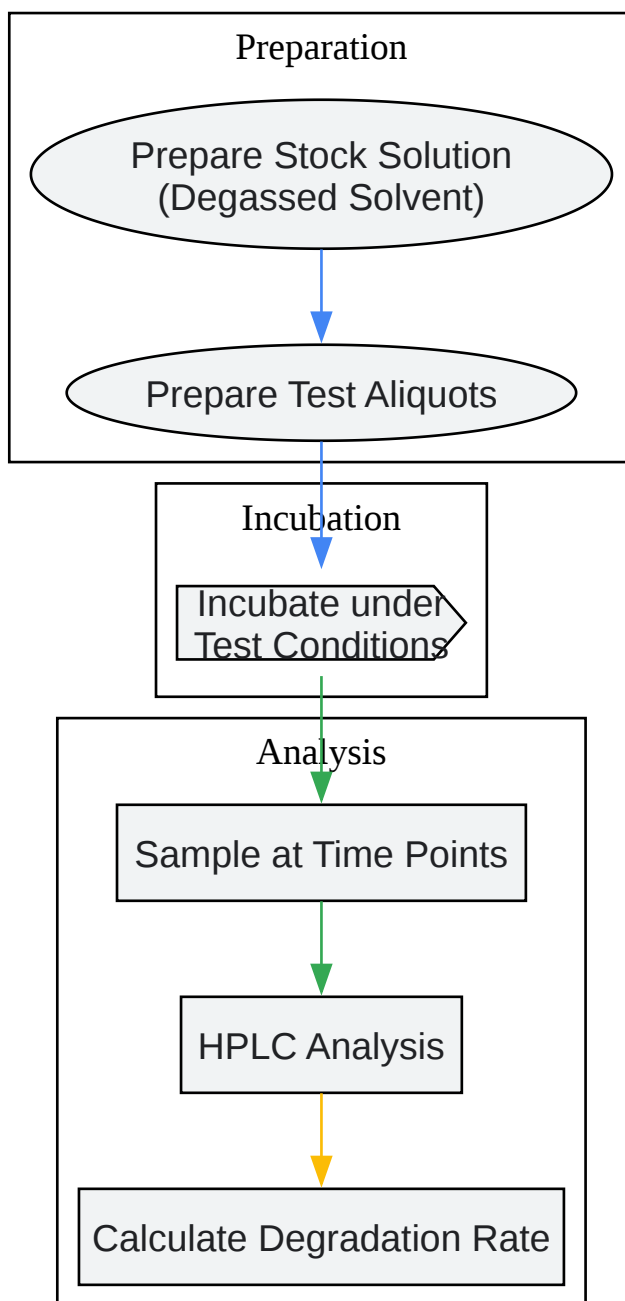 Preparation
Prepare Stock Solution
(Degassed Solvent)
Prepare Test Aliquots
Incubation
Incubate under
Test Conditions
Analysis
Sample at Time Points
HPLC Analysis
Calculate Degradation Rate